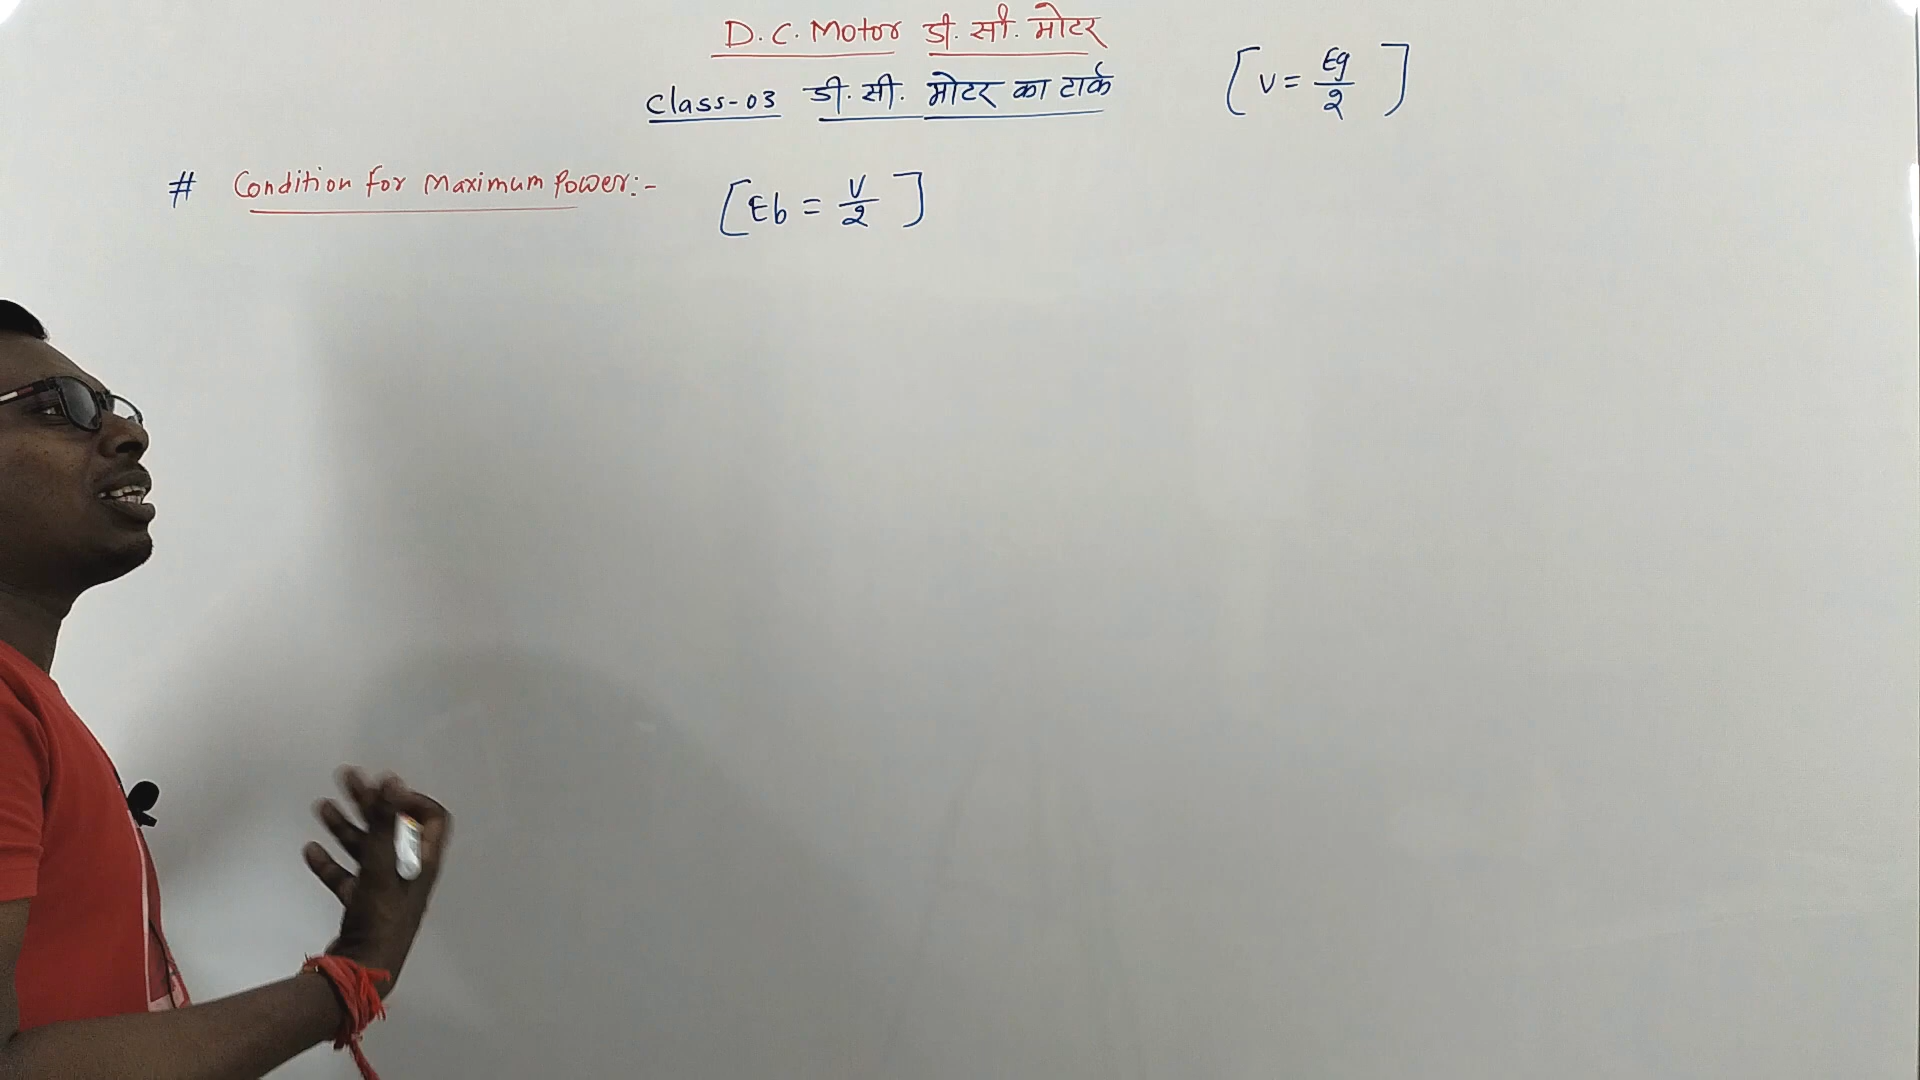 D.C. Motor डी.सी. मोटर
Class-03 डी.सी. मोटर का टार्क
[V = Eg/2]
# Condition for Maximum Power:-
[Eb = V/2]